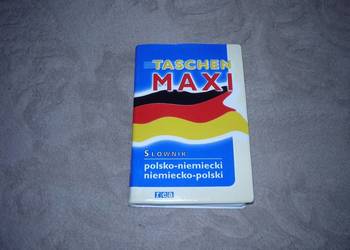 TASCHEN
MAXI
SŁOWNIK
polsko-niemiecki
niemiecko-polski
rea